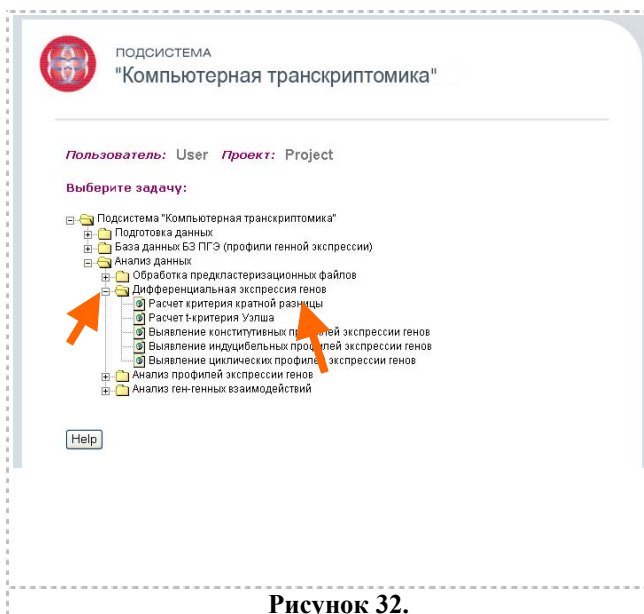 ПОДСИСТЕМА
"Компьютерная транскриптомика"
Пользователь: User Проект: Project
Выберите задачу:
Подсистема "Компьютерная транскриптомика"
Подготовка данных
База данных БЗ ПГЭ (профили генной экспрессии)
Анализ данных
Обработка предкластеризационных файлов
Дифференциальная экспрессия генов
Расчет критерия кратной разницы
Расчет t-критерия Уэлша
Выявление конститутивных профилей экспрессии генов
Выявление индуцибельных профилей экспрессии генов
Выявление циклических профилей экспрессии генов
Анализ профилей экспрессии генов
Анализ ген-генных взаимодействий
Help
Рисунок 32.